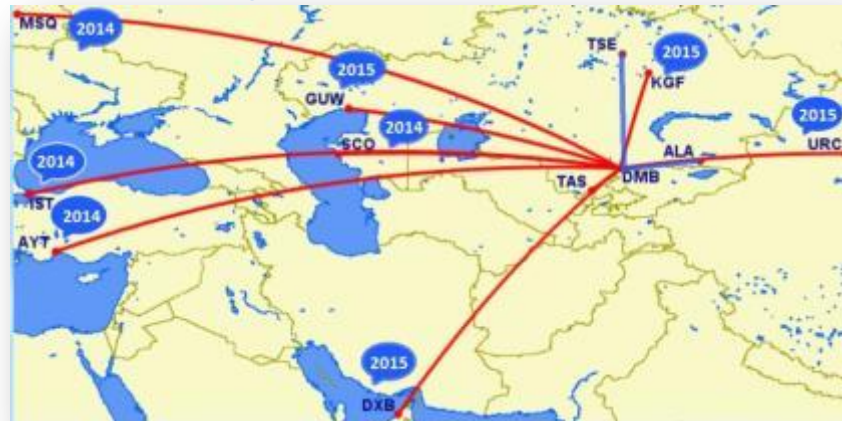 MSQ
2014
TSE
2015
KGF
2015
GUW
2015
2014
SCO
ALA
URC
2014
TAS
DMB
IST
2014
AYT
2015
DXB